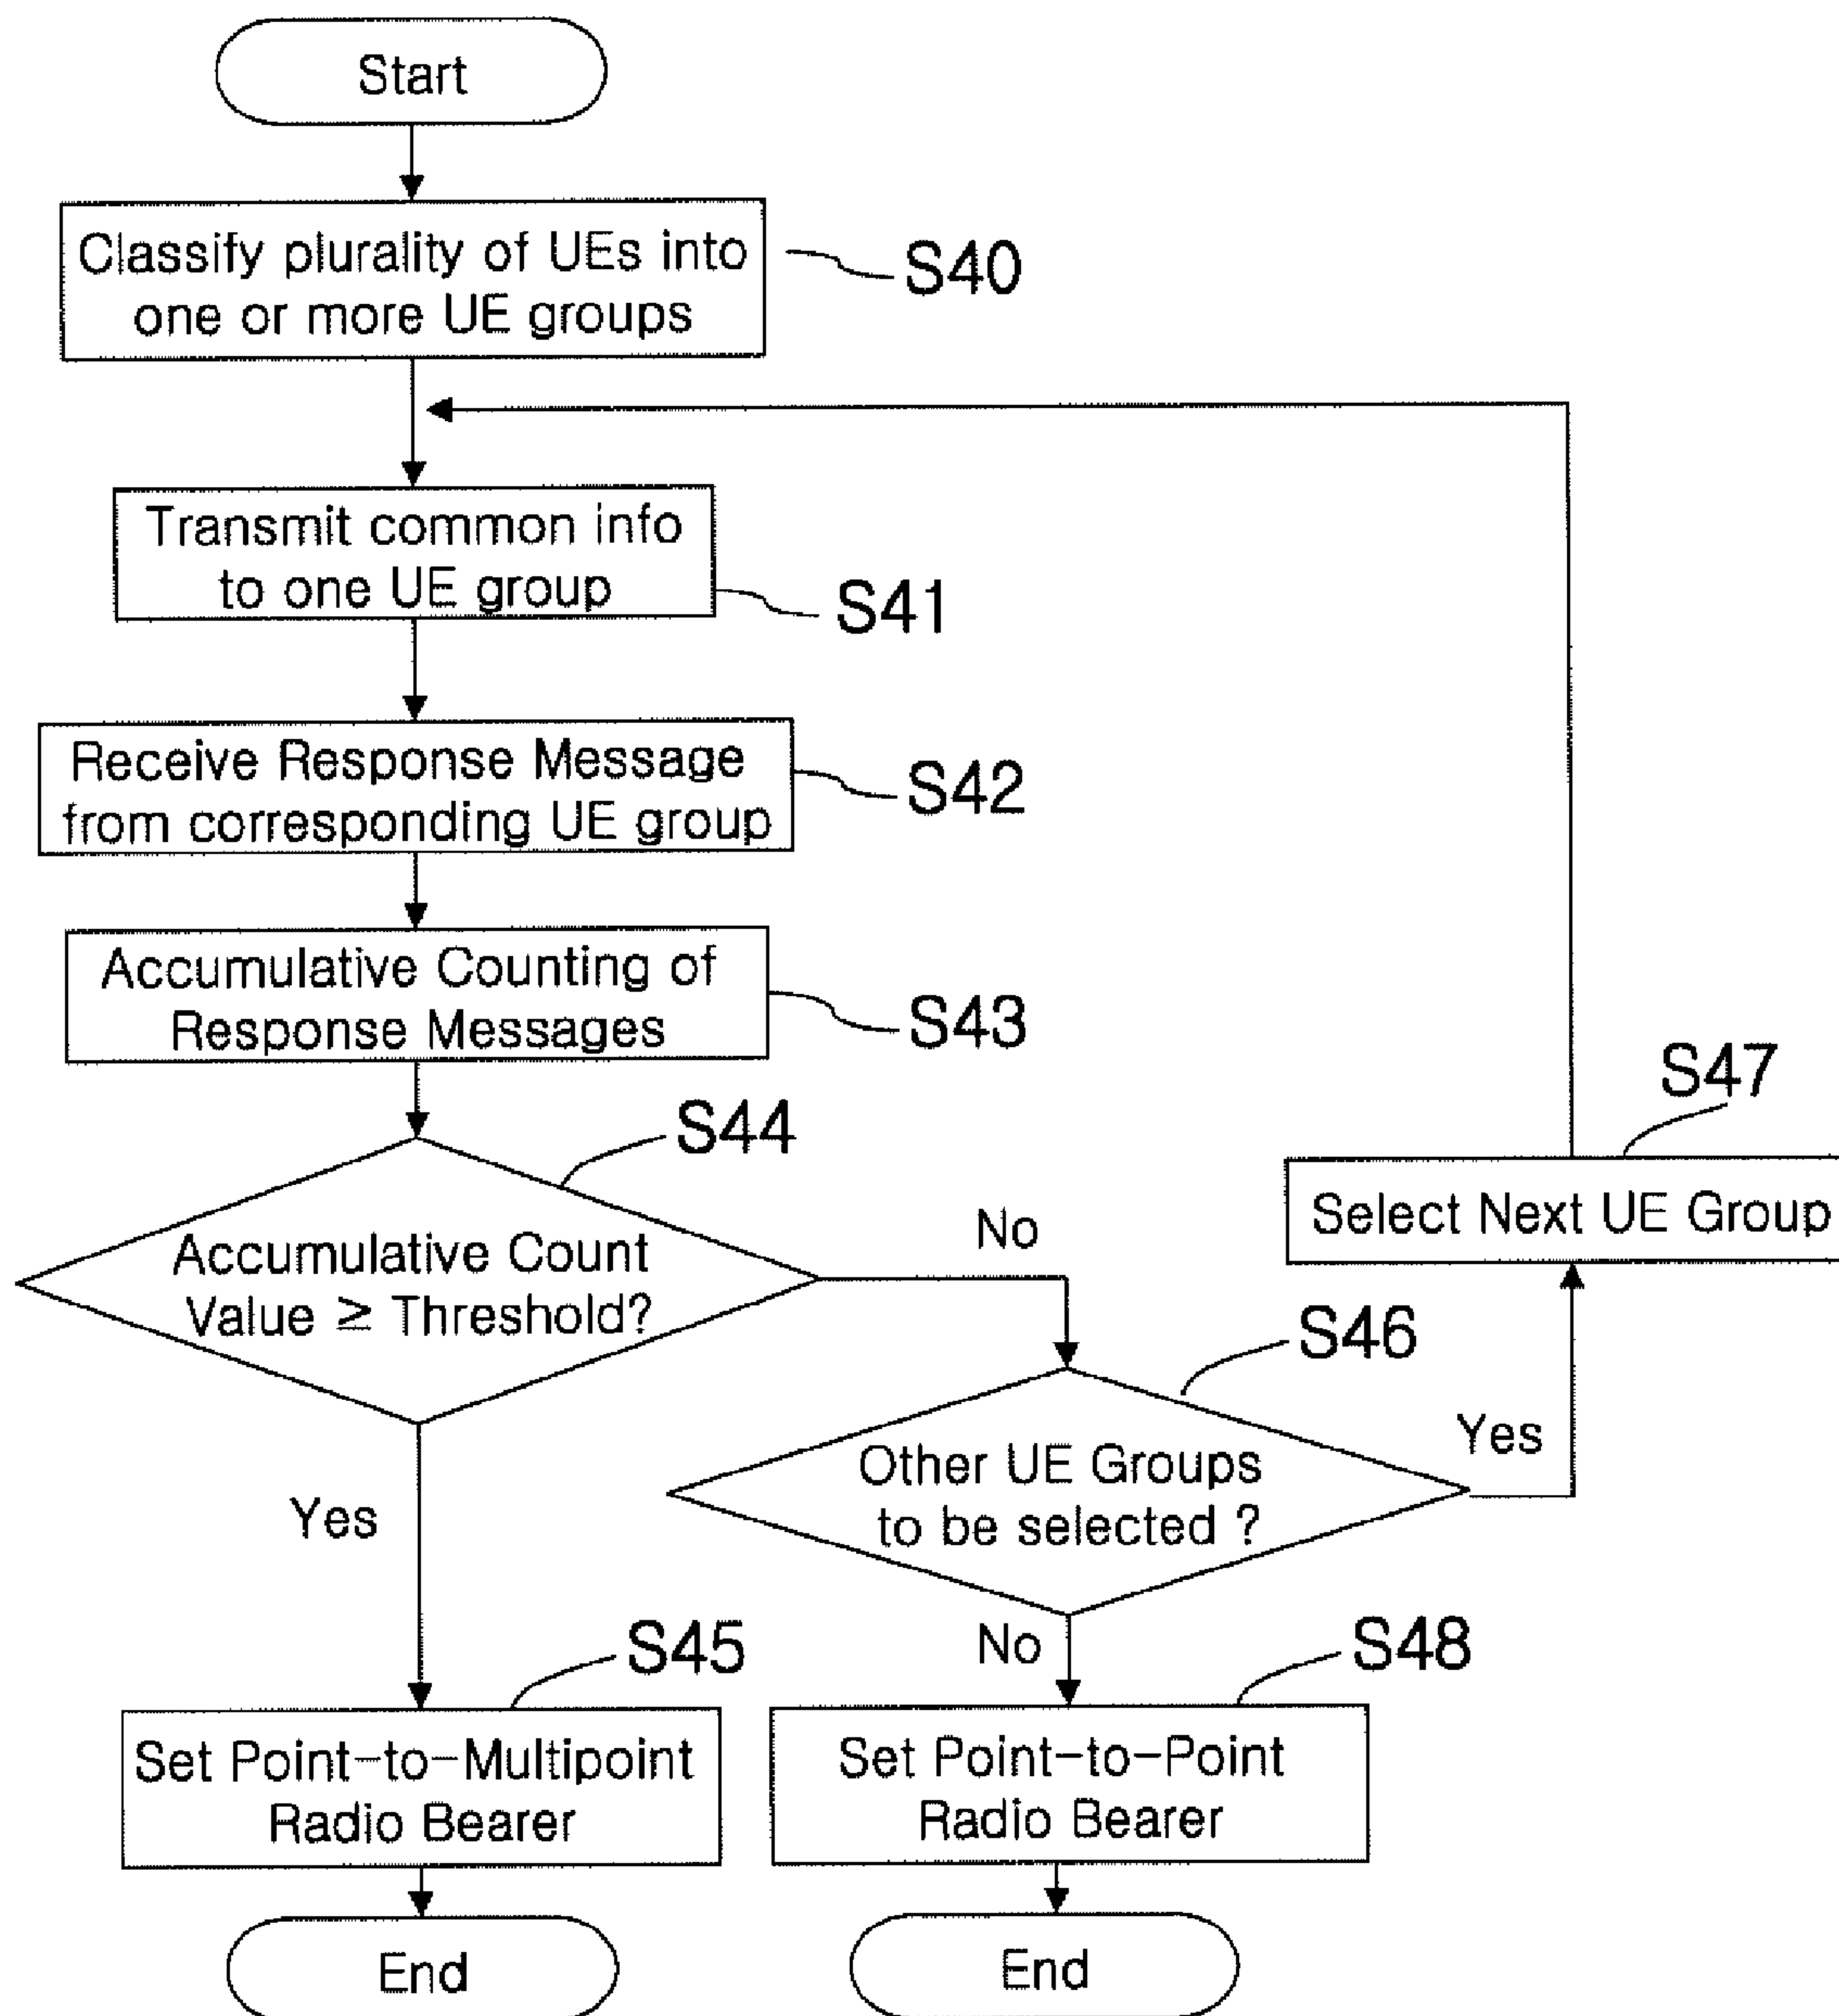 Start
Classify plurality of UEs into
one or more UE groups
S40
Transmit common info
to one UE group
S41
Receive Response Message
from corresponding UE group
S42
Accumulative Counting of
Response Messages
S43
S44
Accumulative Count
Value ≥ Threshold?
No
S47
Select Next UE Group
S46
Other UE Groups
to be selected ?
Yes
Yes
No
S45
Set Point-to-Multipoint
Radio Bearer
S48
Set Point-to-Point
Radio Bearer
End
End